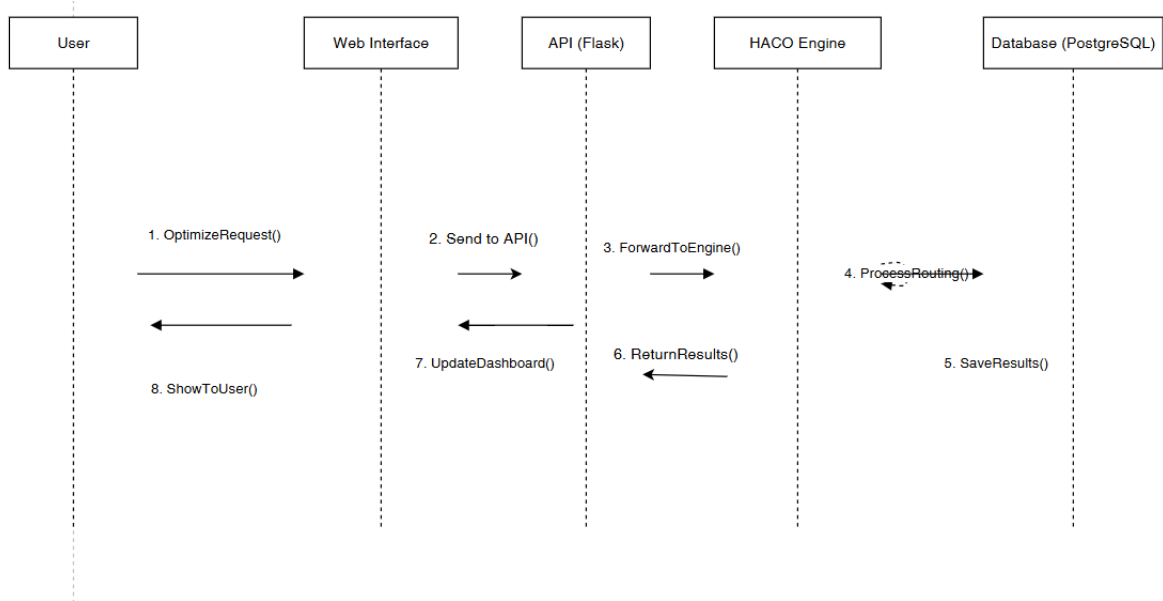 User
Web Interface
API (Flask)
HACO Engine
Database (PostgreSQL)
1. OptimizeRequest()
2. Send to API()
3. ForwardToEngine()
4. ProcessRouting()
7. UpdateDashboard()
6. ReturnResults()
5. SaveResults()
8. ShowToUser()